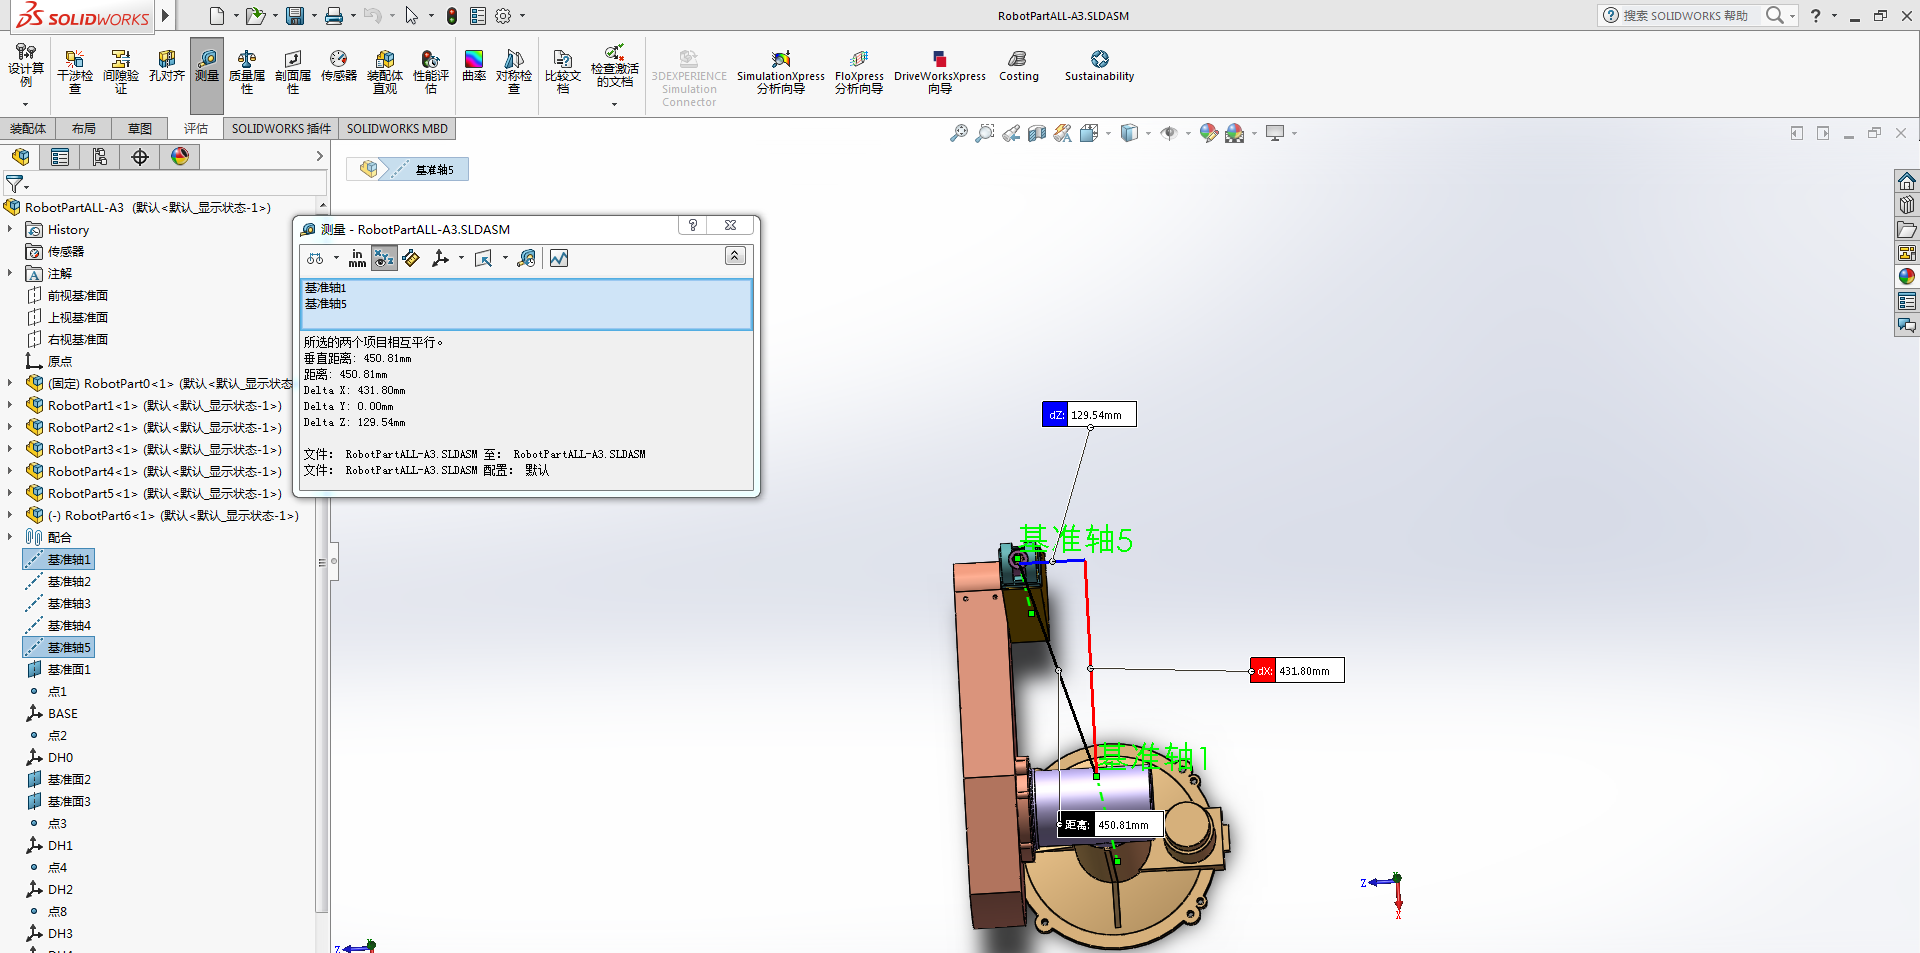 SOLIDWORKS
RobotPartALL-A3.SLDASM
搜索 SOLIDWORKS 帮助
设计算例
干涉检查
间隙验证
孔对齐
测量
质量属性
剖面属性
传感器
装配体直观
性能评估
曲率
对称检查
比较文档
检查激活的文档
3DEXPERIENCE Simulation Connector
SimulationXpress 分析向导
FloXpress 分析向导
DriveWorksXpress 向导
Costing
Sustainability
装配体
布局
草图
评估
SOLIDWORKS 插件
SOLIDWORKS MBD
基准轴5
RobotPartALL-A3 (默认<默认_显示状态-1>)
History
传感器
注解
前视基准面
上视基准面
右视基准面
原点
(固定) RobotPart0<1> (默认<默认_显示状态
RobotPart1<1> (默认<默认_显示状态-1>)
RobotPart2<1> (默认<默认_显示状态-1>)
RobotPart3<1> (默认<默认_显示状态-1>)
RobotPart4<1> (默认<默认_显示状态-1>)
RobotPart5<1> (默认<默认_显示状态-1>)
(-) RobotPart6<1> (默认<默认_显示状态-1>)
配合
基准轴1
基准轴2
基准轴3
基准轴4
基准轴5
基准面1
点1
BASE
点2
DH0
基准面2
基准面3
点3
DH1
点4
DH2
点8
DH3
测量 - RobotPartALL-A3.SLDASM
in
mm
基准轴1
基准轴5
所选的两个项目相互平行。
垂直距离: 450.81mm
距离: 450.81mm
Delta X: 431.80mm
Delta Y: 0.00mm
Delta Z: 129.54mm
文件: RobotPartALL-A3.SLDASM 至: RobotPartALL-A3.SLDASM
文件: RobotPartALL-A3.SLDASM 配置: 默认
dZ: 129.54mm
基准轴5
dX: 431.80mm
基准轴1
距离: 450.81mm
Z
X
Z